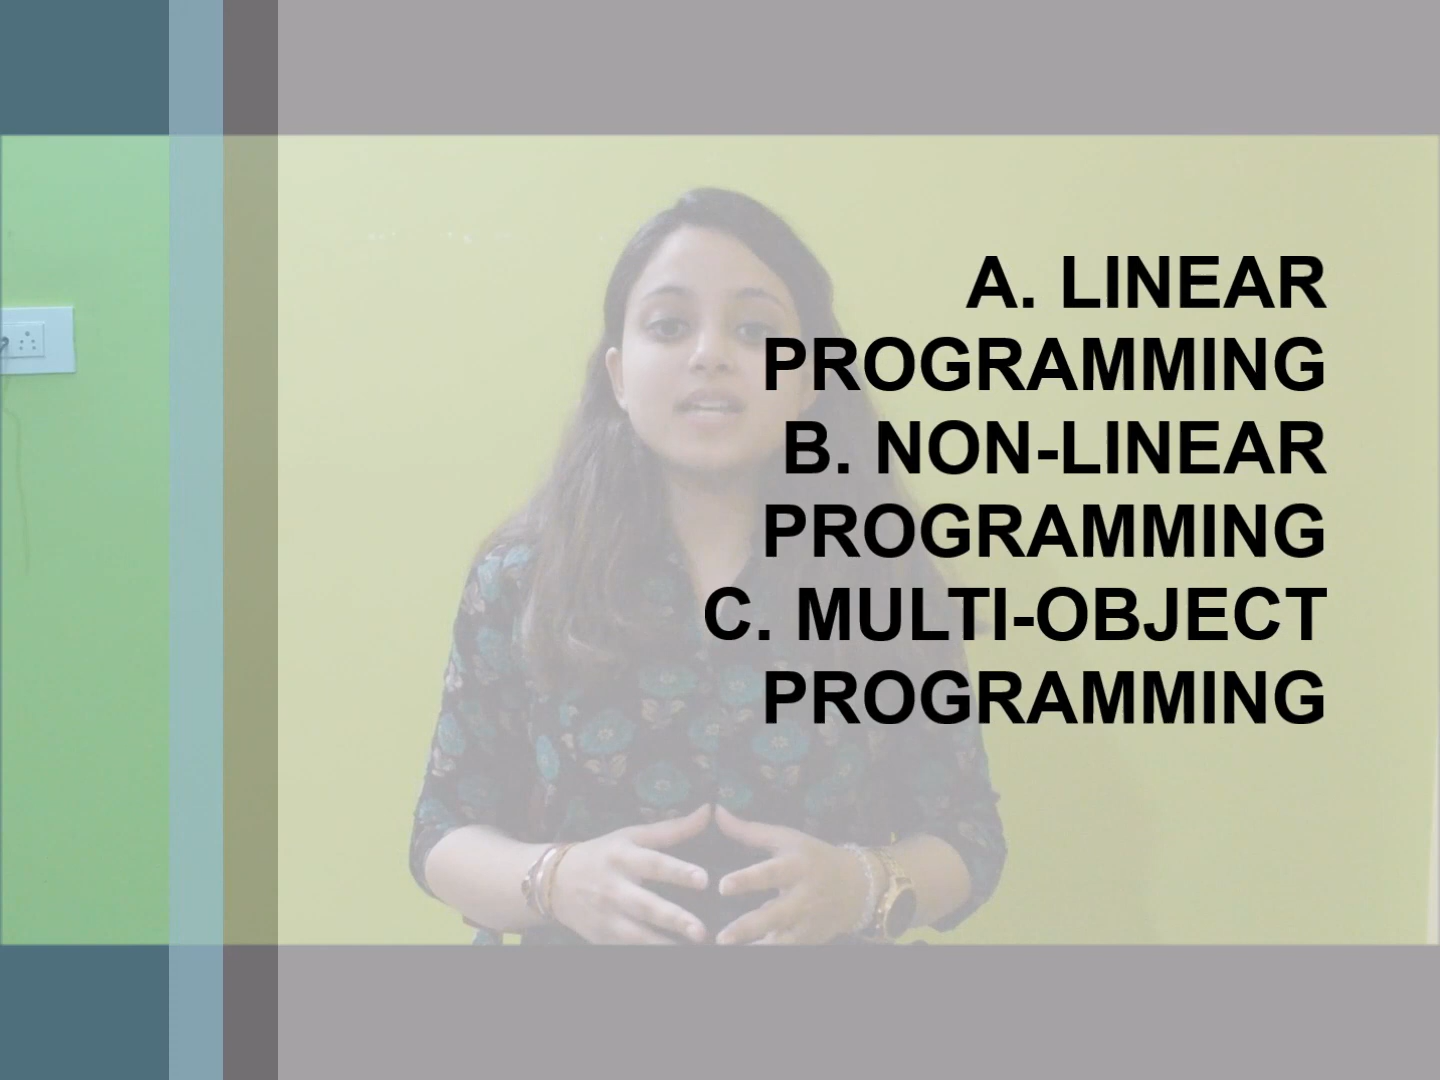 A. LINEAR
PROGRAMMING
B. NON-LINEAR
PROGRAMMING
C. MULTI-OBJECT
PROGRAMMING